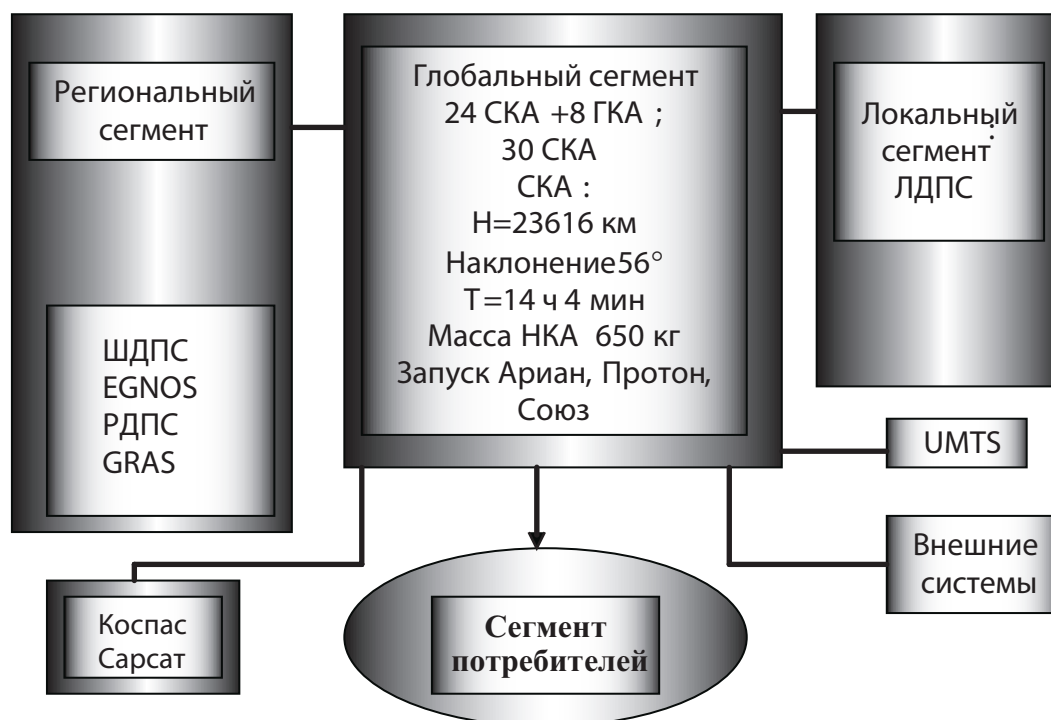 Региональный
сегмент
ШДПС
EGNOS
РДПС
GRAS
Глобальный сегмент
24 СКА +8 ГКА ;
30 СКА
СКА :
Н=23616 км
Наклонение56°
Т=14 ч 4 мин
Масса НКА 650 кг
Запуск Ариан, Протон,
Союз
Локальный
сегмент:
ЛДПС
UMTS
Внешние
системы
Коспас
Сарсат
Сегмент
потребителей